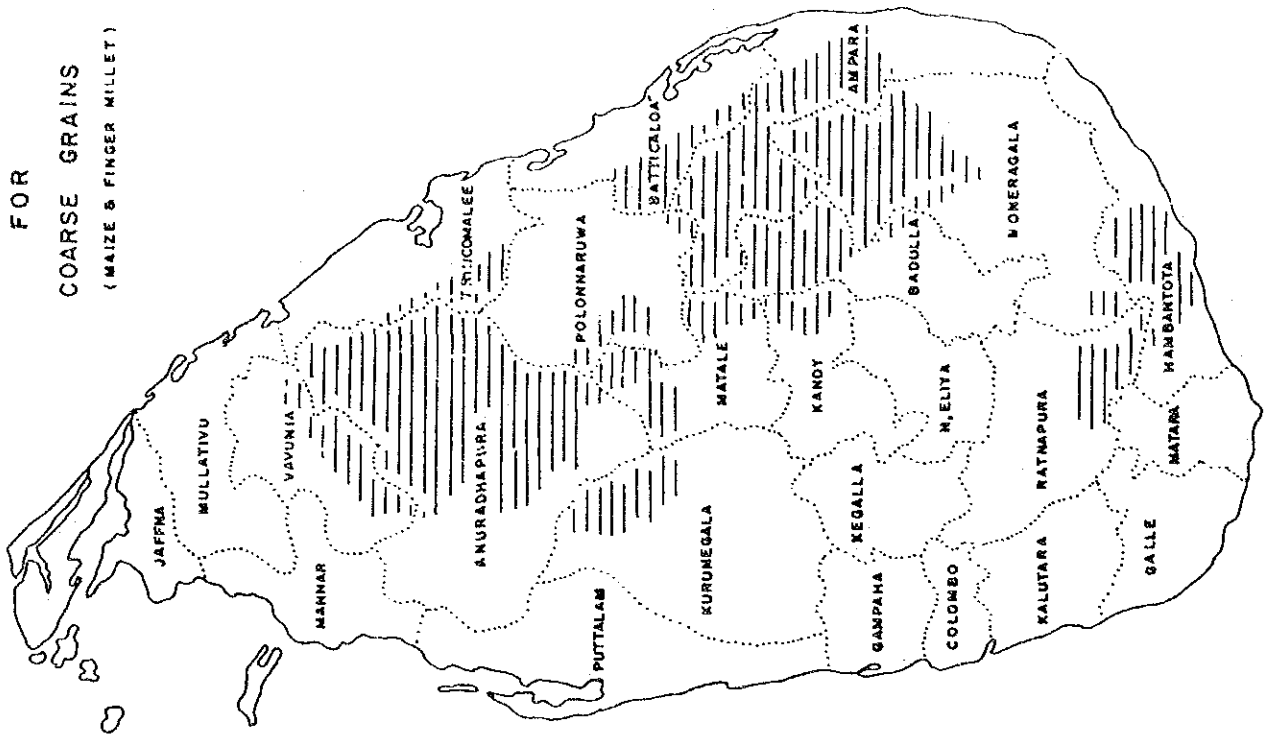 FOR
COARSE GRAINS
(MAIZE & FINGER MILLET)
JAFFNA
MULLATIVU
VAVUNIA
MANNAR
TRINCOMALEE
ANURADHAPURA
POLONNARUWA
PUTTALAM
BATTICALOA
KURUNEGALA
MATALE
KANDY
AMPARA
KEGALLA
GAMPAHA
BADULLA
N,ELIYA
COLOMBO
MONERAGALA
RATNAPURA
KALUTARA
GALLE
HAMBANTOTA
MATARA